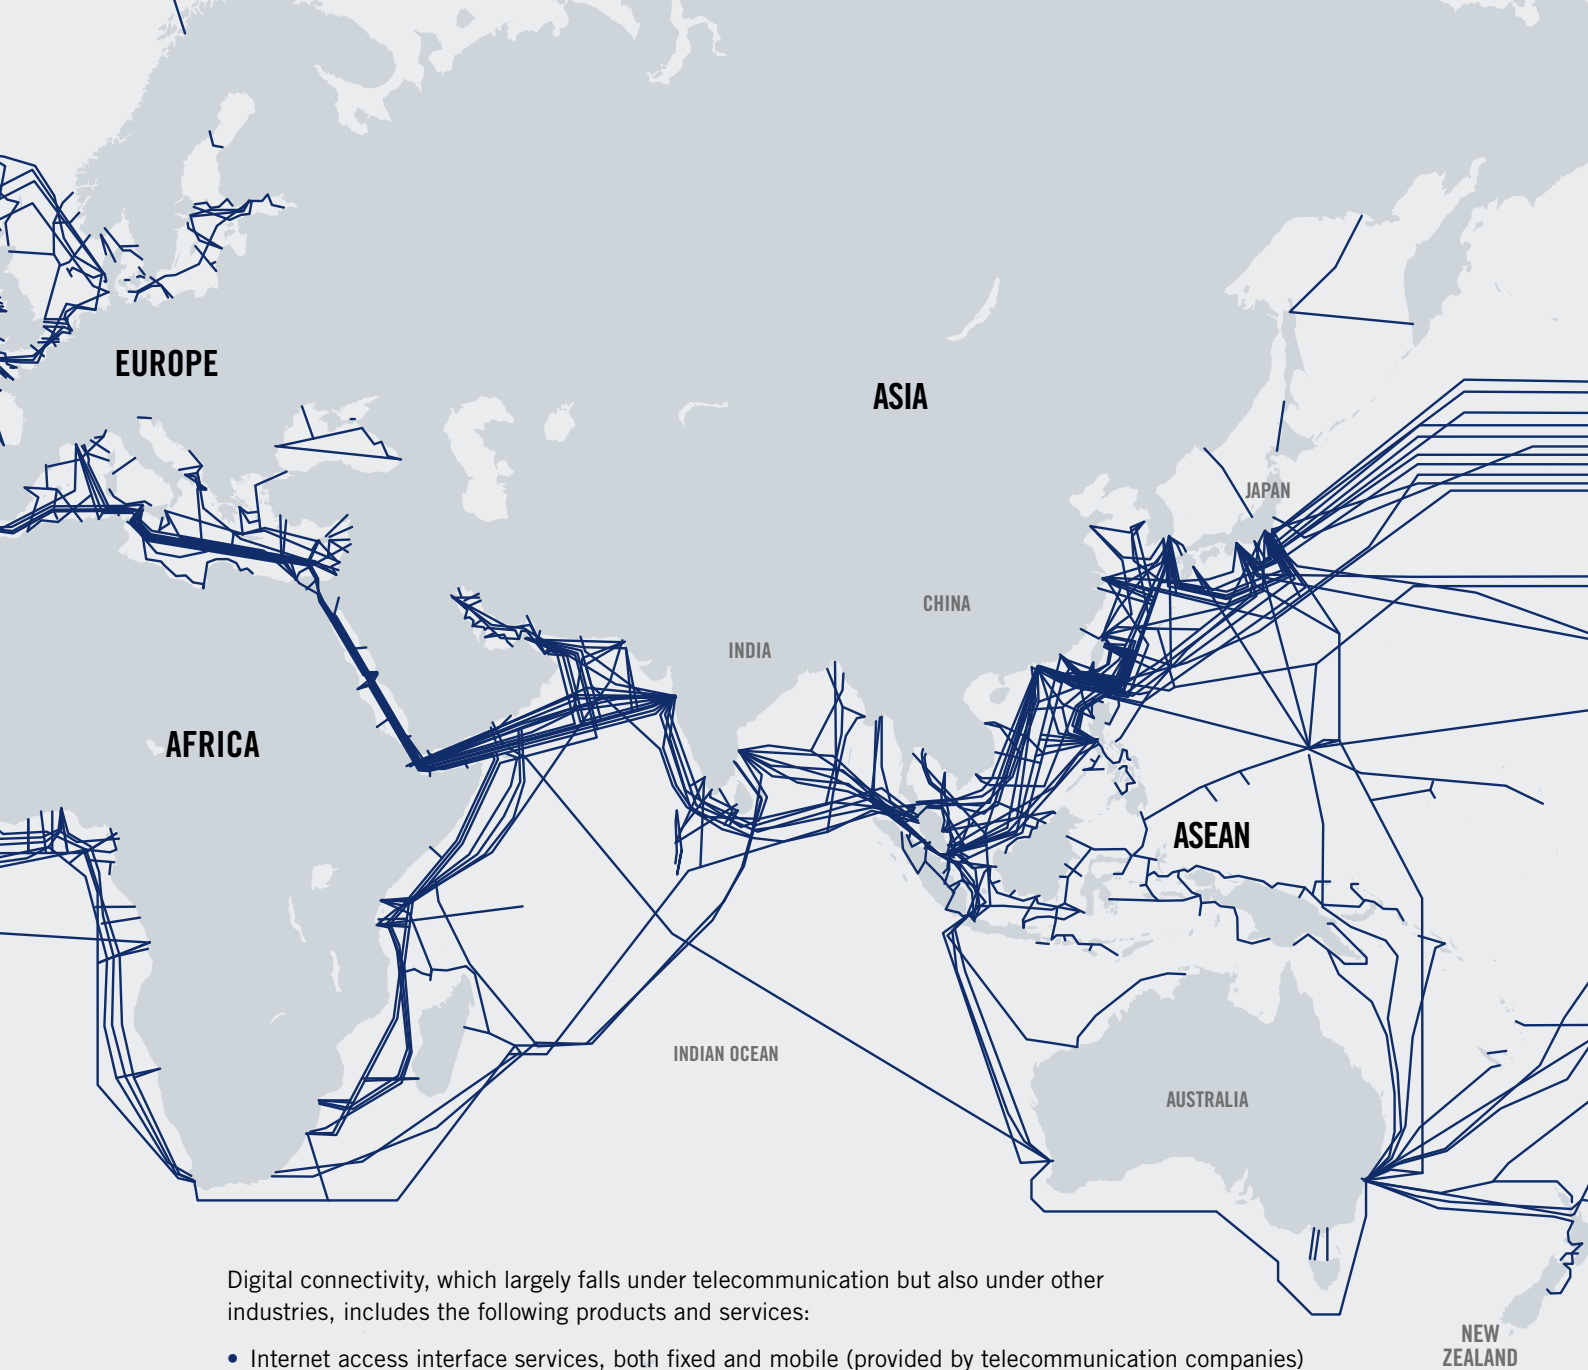 EUROPE
ASIA
JAPAN
CHINA
INDIA
AFRICA
ASEAN
INDIAN OCEAN
AUSTRALIA
Digital connectivity, which largely falls under telecommunication but also under other
industries, includes the following products and services:
NEW
ZEALAND
• Internet access interface services, both fixed and mobile (provided by telecommunication companies)